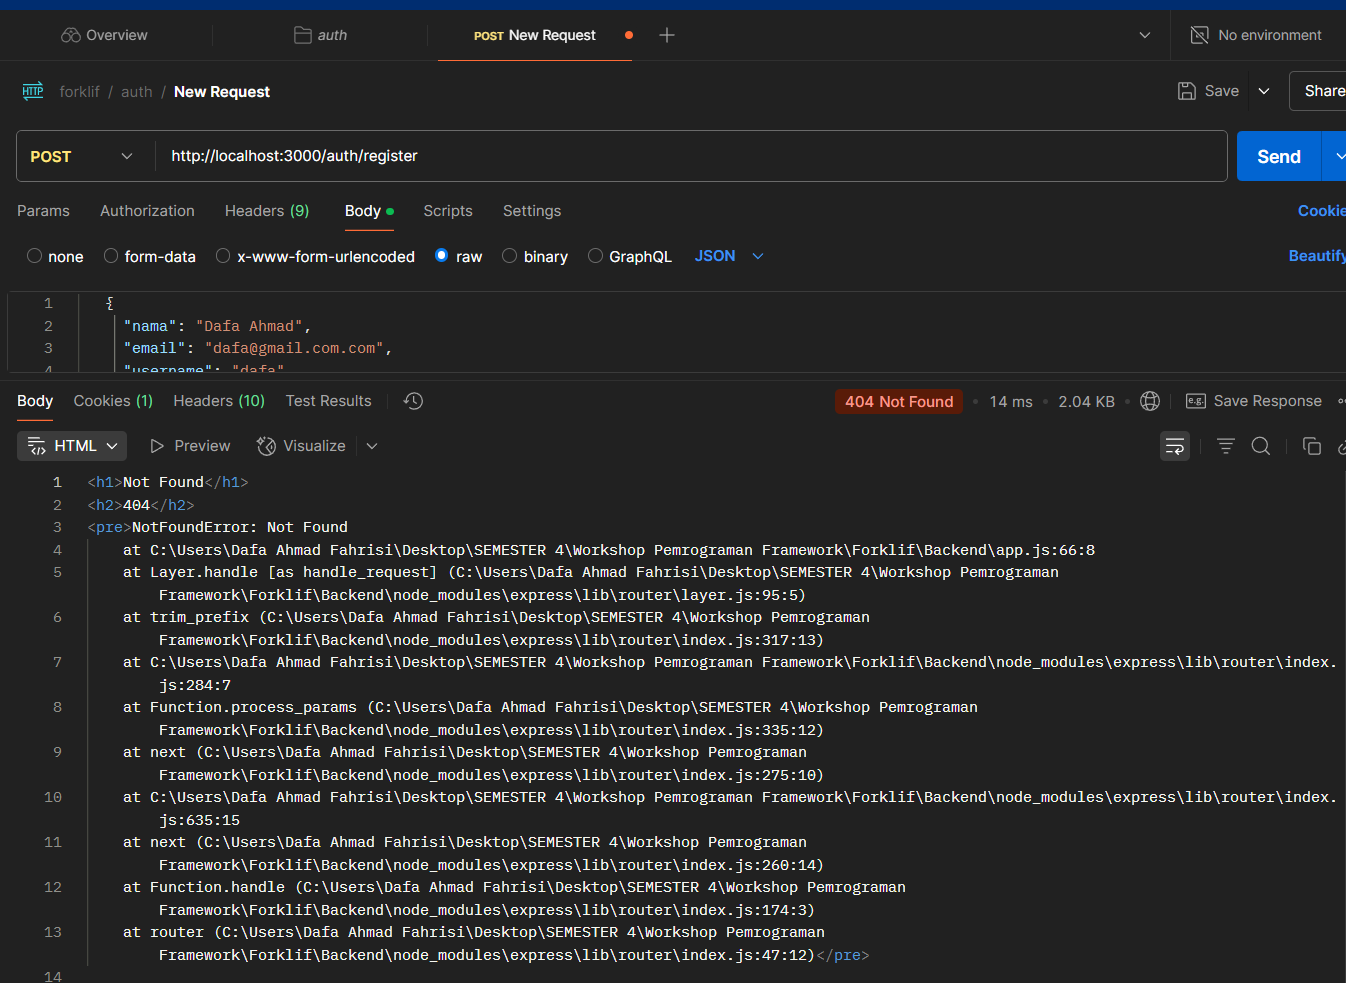 Overview
auth
POST New Request
No environment
HTTP forklif / auth / New Request
Save
Share
POST
http://localhost:3000/auth/register
Send
Params Authorization Headers (9) Body Scripts Settings
Cookie
none form-data x-www-form-urlencoded raw binary GraphQL JSON
Beautify
1 {
2 "nama": "Dafa Ahmad",
3 "email": "dafa@gmail.com.com",
4 "username": "dafa"
Body Cookies (1) Headers (10) Test Results
404 Not Found 14 ms 2.04 KB e.g. Save Response
HTML Preview Visualize
1 <h1>Not Found</h1>
2 <h2>404</h2>
3 <pre>NotFoundError: Not Found
4 at C:\Users\Dafa Ahmad Fahrisi\Desktop\SEMESTER 4\Workshop Pemrograman Framework\Forklif\Backend\app.js:66:8
5 at Layer.handle [as handle_request] (C:\Users\Dafa Ahmad Fahrisi\Desktop\SEMESTER 4\Workshop Pemrograman
Framework\Forklif\Backend\node_modules\express\lib\router\layer.js:95:5)
6 at trim_prefix (C:\Users\Dafa Ahmad Fahrisi\Desktop\SEMESTER 4\Workshop Pemrograman
Framework\Forklif\Backend\node_modules\express\lib\router\index.js:317:13)
7 at C:\Users\Dafa Ahmad Fahrisi\Desktop\SEMESTER 4\Workshop Pemrograman Framework\Forklif\Backend\node_modules\express\lib\router\index.
js:284:7
8 at Function.process_params (C:\Users\Dafa Ahmad Fahrisi\Desktop\SEMESTER 4\Workshop Pemrograman
Framework\Forklif\Backend\node_modules\express\lib\router\index.js:335:12)
9 at next (C:\Users\Dafa Ahmad Fahrisi\Desktop\SEMESTER 4\Workshop Pemrograman
Framework\Forklif\Backend\node_modules\express\lib\router\index.js:275:10)
10 at C:\Users\Dafa Ahmad Fahrisi\Desktop\SEMESTER 4\Workshop Pemrograman Framework\Forklif\Backend\node_modules\express\lib\router\index.
js:635:15
11 at next (C:\Users\Dafa Ahmad Fahrisi\Desktop\SEMESTER 4\Workshop Pemrograman
Framework\Forklif\Backend\node_modules\express\lib\router\index.js:260:14)
12 at Function.handle (C:\Users\Dafa Ahmad Fahrisi\Desktop\SEMESTER 4\Workshop Pemrograman
Framework\Forklif\Backend\node_modules\express\lib\router\index.js:174:3)
13 at router (C:\Users\Dafa Ahmad Fahrisi\Desktop\SEMESTER 4\Workshop Pemrograman
Framework\Forklif\Backend\node_modules\express\lib\router\index.js:47:12)</pre>
14